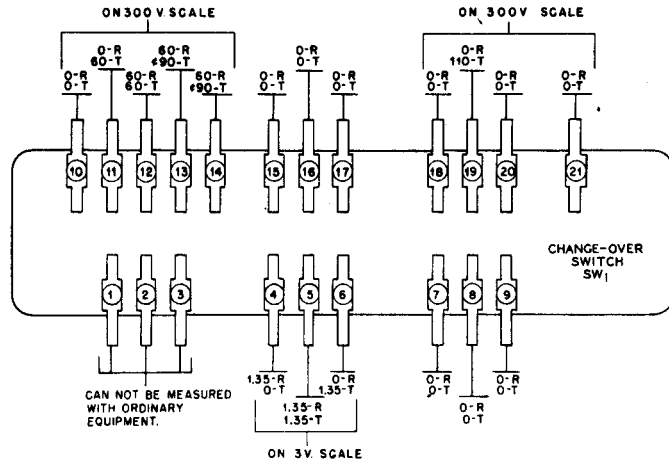 ON 300 V. SCALE
ON 300 V SCALE
0-R
60-T
60-R
¢90-T
0-R
0-T
0-R
110-T
0-R
0-T
60-R
60-T
60-R
¢90-T
0-R
0-T
0-R
0-T
0-R
0-T
0-R
0-T
0-R
0-T
10
11
12
13
14
15
16
17
18
19
20
21
CHANGE-OVER
SWITCH
SW1
1
2
3
4
5
6
7
8
9
CAN NOT BE MEASURED
WITH ORDINARY
EQUIPMENT.
1.35-R
0-T
1.35-R
1.35-T
0-R
1.35-T
0-R
0-T
0-R
0-T
0-R
0-T
ON 3V. SCALE